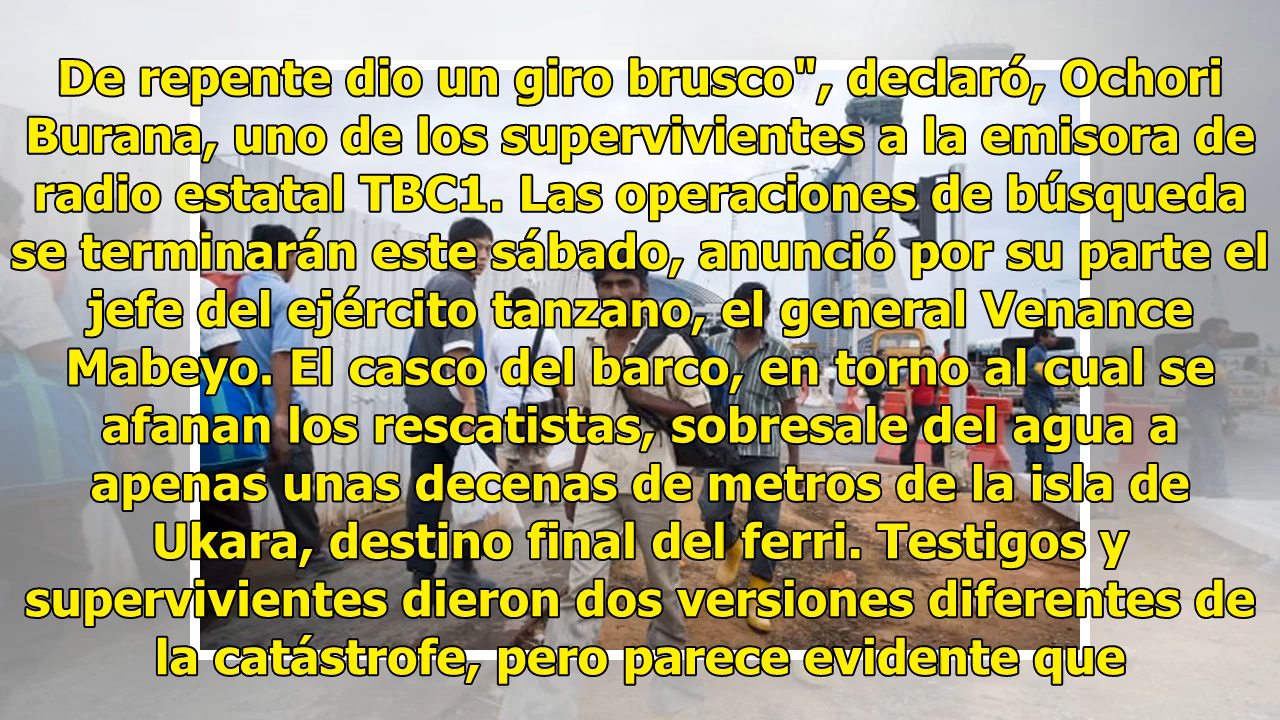 De repente dio un giro brusco", declaró, Ochori
Burana, uno de los supervivientes a la emisora de
radio estatal TBC1. Las operaciones de búsqueda
se terminarán este sábado, anunció por su parte el
jefe del ejército tanzano, el general Venance
Mabeyo. El casco del barco, en torno al cual se
afanan los rescatistas, sobresale del agua a
apenas unas decenas de metros de la isla de
Ukara, destino final del ferri. Testigos y
supervivientes dieron dos versiones diferentes de
la catástrofe, pero parece evidente que